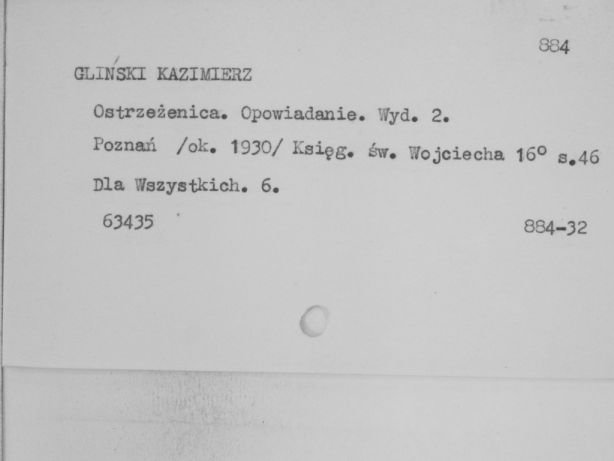 884
GLIŃSKI KAZIMIERZ
Ostrzeżenica. Opowiadanie. Wyd. 2.
Poznań /ok. 1930/ Księg. św. Wojciecha 16⁰ s.46
Dla Wszystkich. 6.
63435 884-32